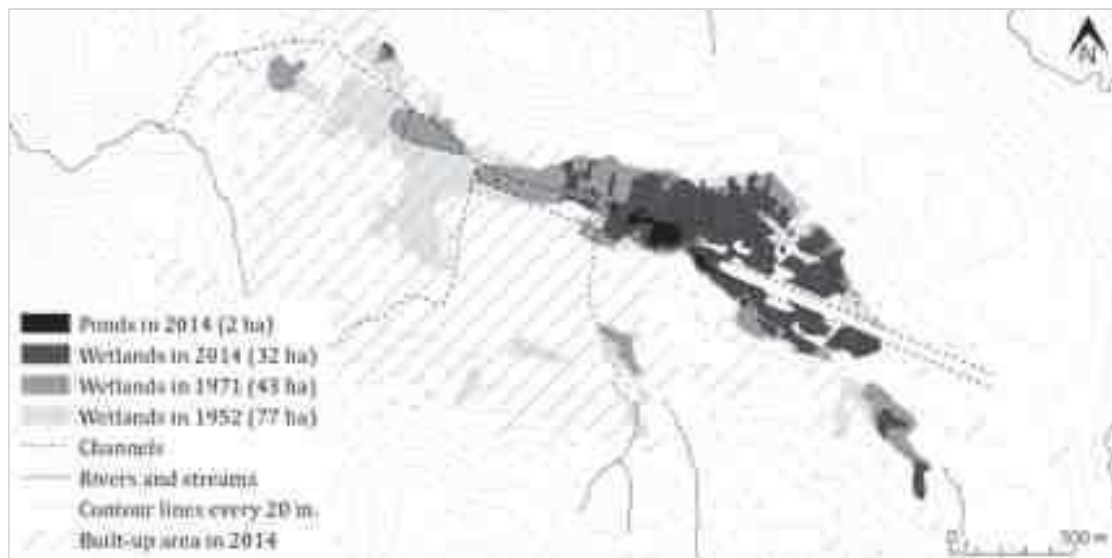 N
Ponds in 2014 (2 ha)
Wetlands in 2014 (32 ha)
Wetlands in 1971 (43 ha)
Wetlands in 1952 (77 ha)
Channels
Rivers and streams
Contour lines every 20 m.
Built-up area in 2014
0 500 m